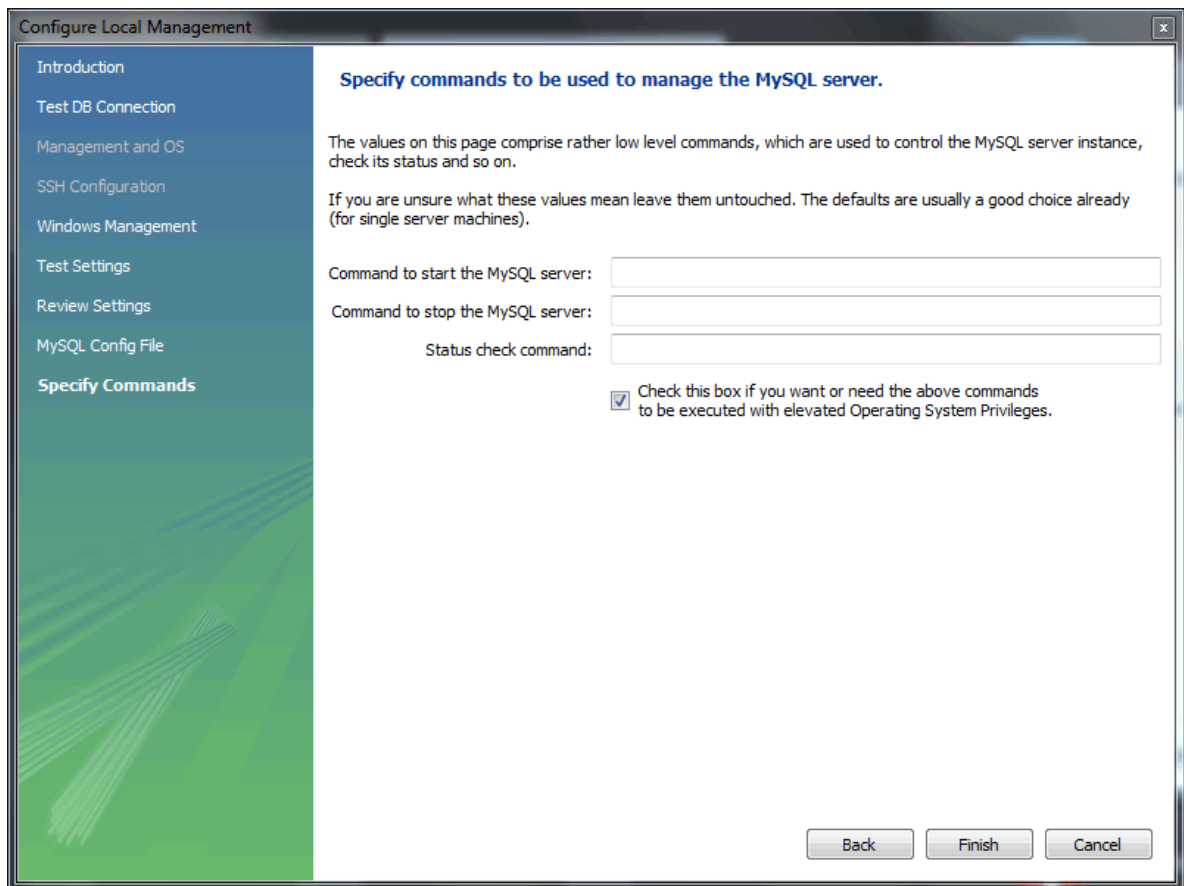 Configure Local Management
x
Introduction
Test DB Connection
Management and OS
SSH Configuration
Windows Management
Test Settings
Review Settings
MySQL Config File
Specify Commands
Specify commands to be used to manage the MySQL server.
The values on this page comprise rather low level commands, which are used to control the MySQL server instance,
check its status and so on.
If you are unsure what these values mean leave them untouched. The defaults are usually a good choice already
(for single server machines).
Command to start the MySQL server:
Command to stop the MySQL server:
Status check command:
Check this box if you want or need the above commands
to be executed with elevated Operating System Privileges.
Back
Finish
Cancel